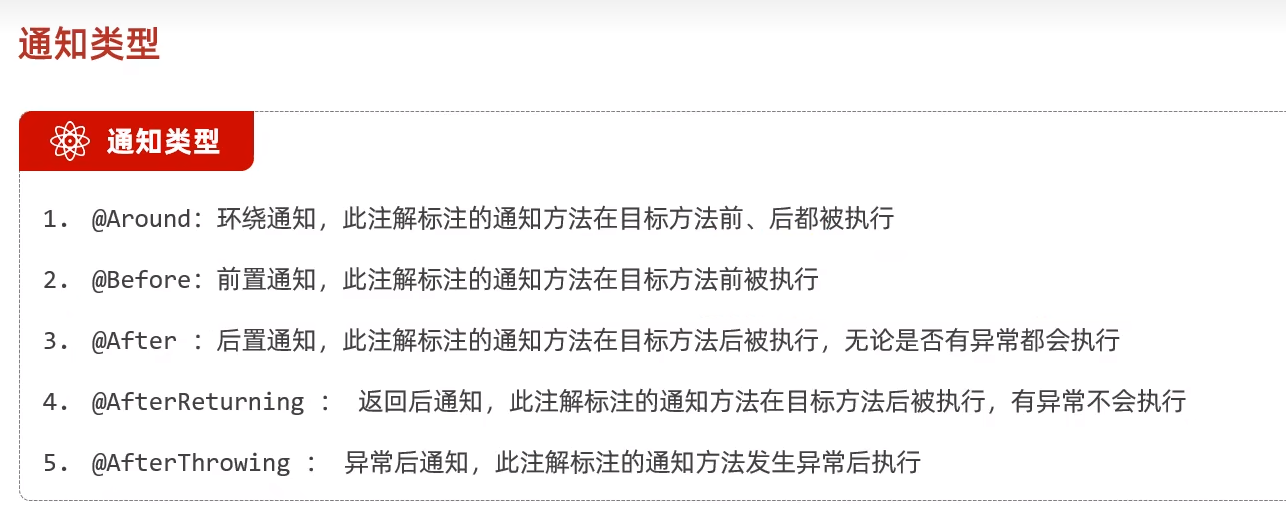 通知类型
通知类型
1. @Around：环绕通知，此注解标注的通知方法在目标方法前、后都被执行
2. @Before：前置通知，此注解标注的通知方法在目标方法前被执行
3. @After ：后置通知，此注解标注的通知方法在目标方法后被执行，无论是否有异常都会执行
4. @AfterReturning ： 返回后通知，此注解标注的通知方法在目标方法后被执行，有异常不会执行
5. @AfterThrowing ： 异常后通知，此注解标注的通知方法发生异常后执行